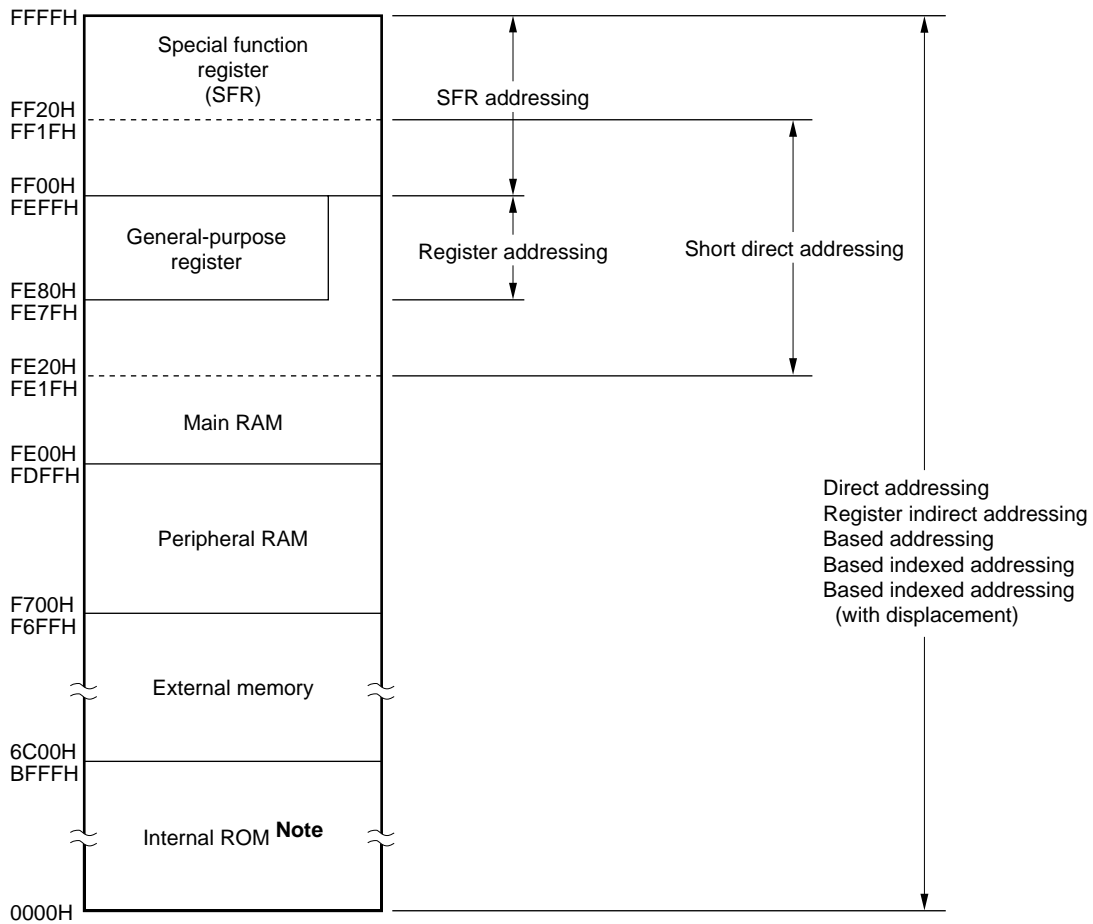 FFFFH
Special function
register
(SFR)
SFR addressing
FF20H
FF1FH
FF00H
FEFFH
General-purpose
register
Register addressing
Short direct addressing
FE80H
FE7FH
FE20H
FE1FH
Main RAM
FE00H
FDFFH
Peripheral RAM
Direct addressing
Register indirect addressing
Based addressing
Based indexed addressing
Based indexed addressing
(with displacement)
F700H
F6FFH
External memory
6C00H
BFFFH
Internal ROM Note
0000H